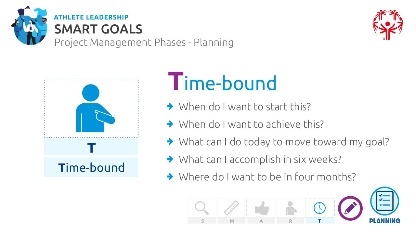 ATHLETE LEADERSHIP
SMART GOALS
Project Management Phases - Planning
Time-bound
When do I want to start this?
When do I want to achieve this?
What can I do today to move toward my goal?
What can I accomplish in six weeks?
Where do I want to be in four months?
T
Time-bound
S M A R T
PLANNING